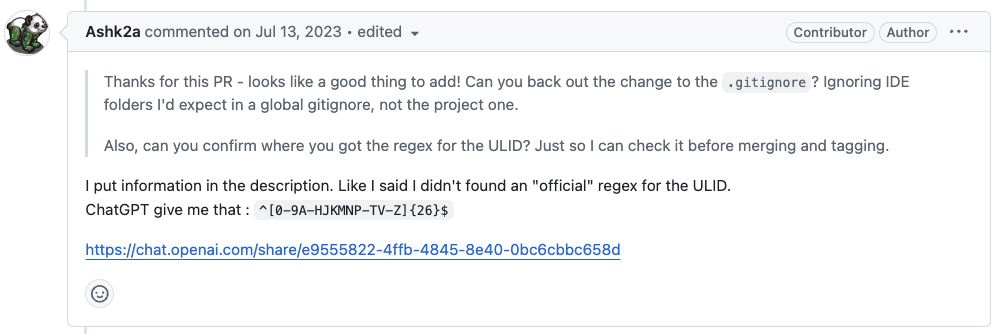 Ashk2a commented on Jul 13, 2023 • edited
Contributor
Author
Thanks for this PR - looks like a good thing to add! Can you back out the change to the .gitignore? Ignoring IDE
folders I'd expect in a global gitignore, not the project one.
Also, can you confirm where you got the regex for the ULID? Just so I can check it before merging and tagging.
I put information in the description. Like I said I didn't found an "official" regex for the ULID.
ChatGPT give me that : ^[0-9A-HJKMNP-TV-Z]{26}$
https://chat.openai.com/share/e9555822-4ffb-4845-8e40-0bc6cbbc658d